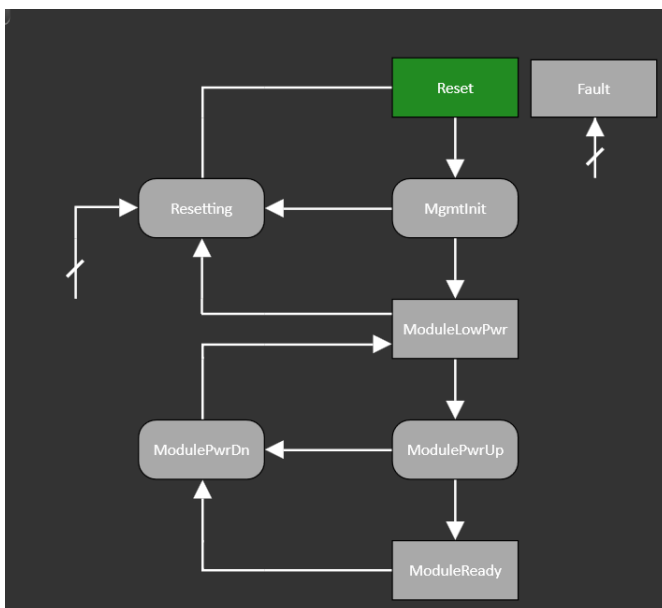 Reset
Fault
Resetting
MgmtInit
ModuleLowPwr
ModulePwrDn
ModulePwrUp
ModuleReady